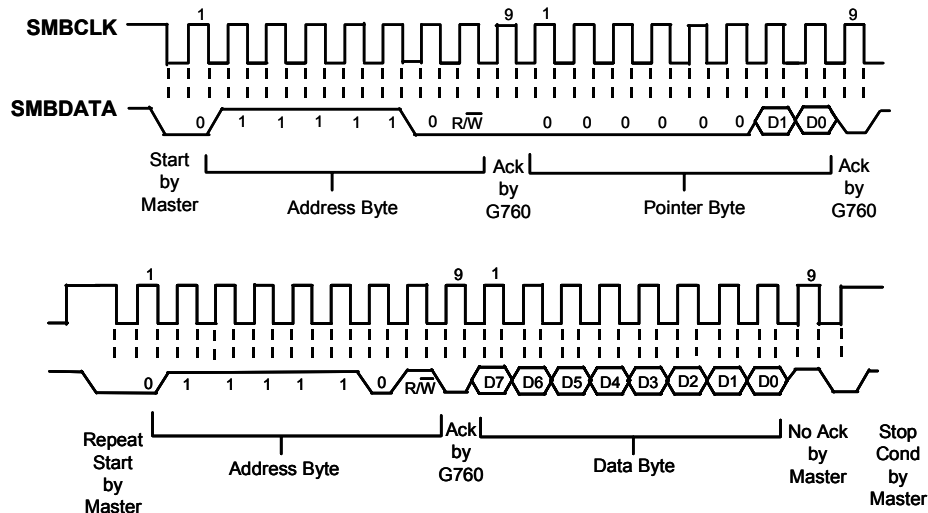 1 9 1 9
SMBCLK
SMBDATA
0 1 1 1 1 1 0 R/W̅ 0 0 0 0 0 0 D1 D0
Start by Master
Address Byte
Ack by G760
Pointer Byte
Ack by G760
1 9 1 9
0 1 1 1 1 1 0 R/W̅ D7 D6 D5 D4 D3 D2 D1 D0
Repeat Start by Master
Address Byte
Ack by G760
Data Byte
No Ack by Master
Stop Cond by Master